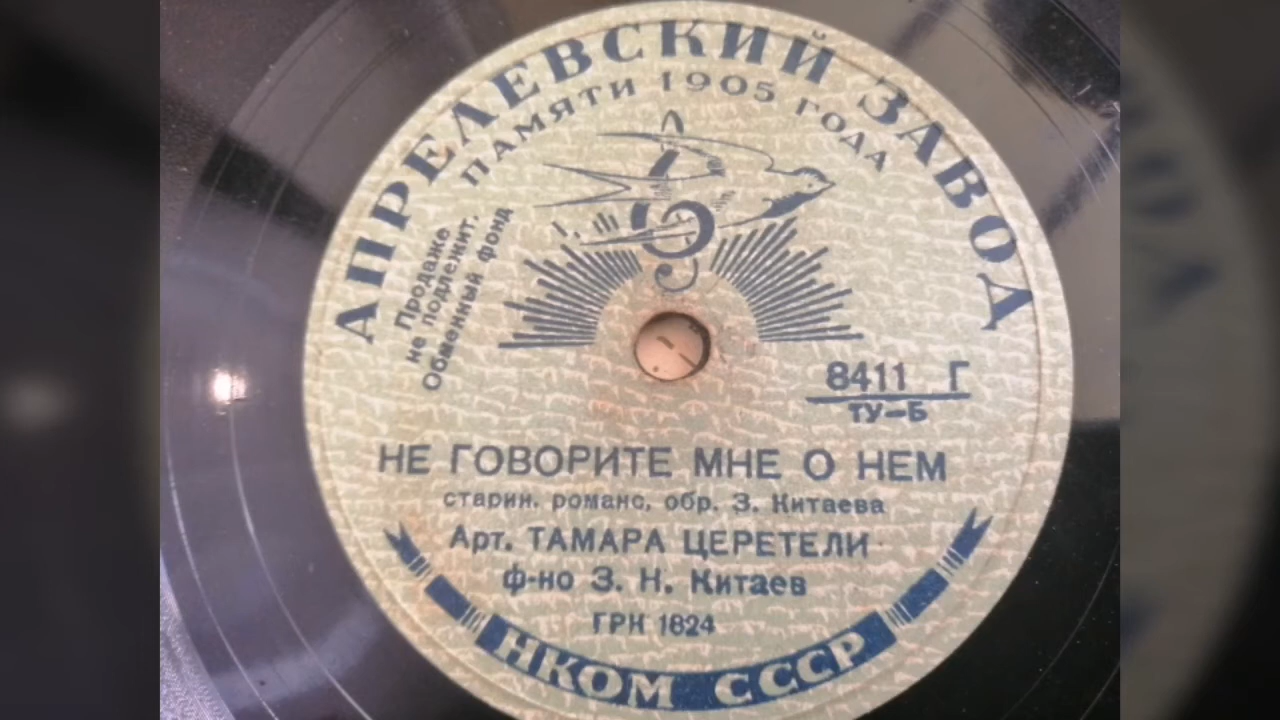 АПРЕЛЕВСКИЙ ЗАВОД
ПАМЯТИ 1905 ГОДА
Продаже
не подлежит.
Обменный фонд
8411 Г
ТУ-Б
НЕ ГОВОРИТЕ МНЕ О НЕМ
старин. романс, обр. З. Китаева
Арт. ТАМАРА ЦЕРЕТЕЛИ
ф-но З. Н. Китаев
ГРК 1824
НКОМ СССР